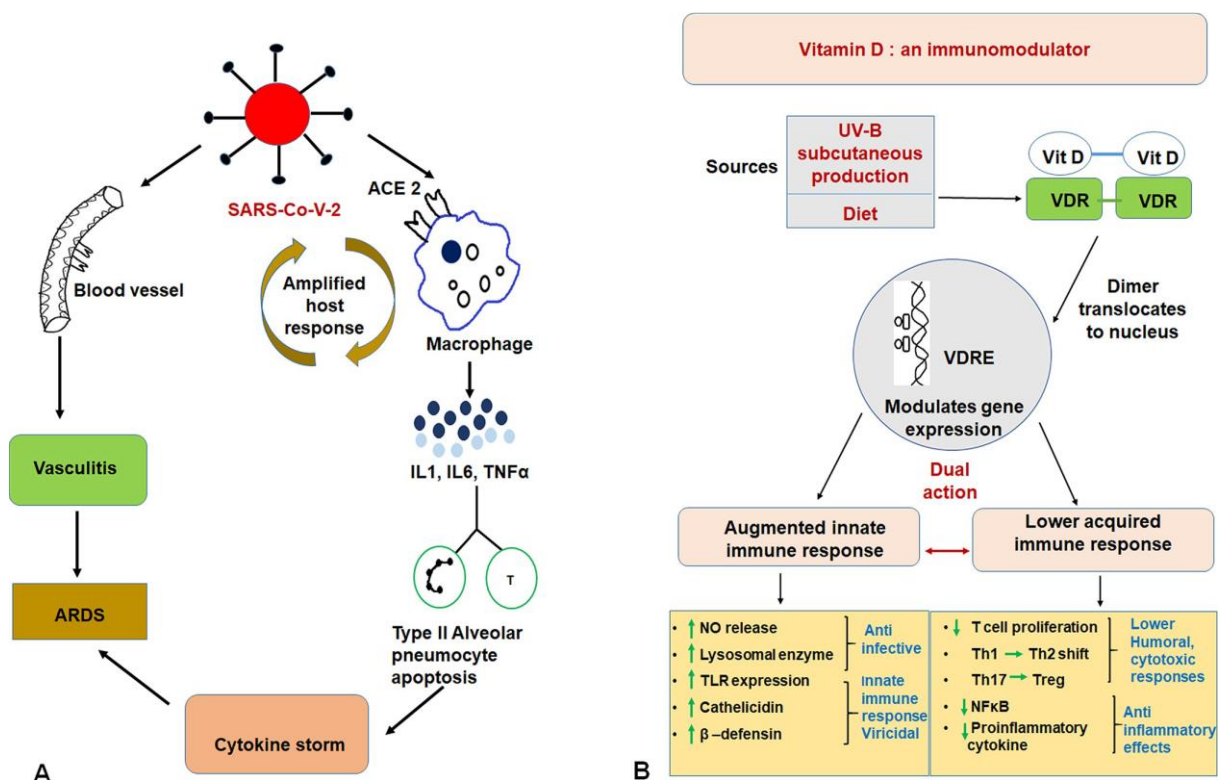 SARS-Co-V-2
ACE 2
Blood vessel
Amplified
host
response
Macrophage
IL1, IL6, TNFα
T
Vasculitis
ARDS
Type II Alveolar
pneumocyte
apoptosis
Cytokine storm
A
Vitamin D : an immunomodulator
Sources
UV-B
subcutaneous
production
Diet
Vit D
Vit D
VDR
VDR
Dimer
translocates
to nucleus
VDRE
Modulates gene
expression
Dual
action
Augmented innate
immune response
Lower acquired
immune response
• ↑ NO release
• ↑ Lysosomal enzyme
• ↑ TLR expression
• ↑ Cathelicidin
• ↑ β –defensin
Anti
infective
Innate
immune
response
Viricidal
• ↓ T cell proliferation
• Th1 → Th2 shift
• Th17 → Treg
• ↓ NFκB
• ↓ Proinflammatory
cytokine
Lower
Humoral,
cytotoxic
responses
Anti
inflammatory
effects
B